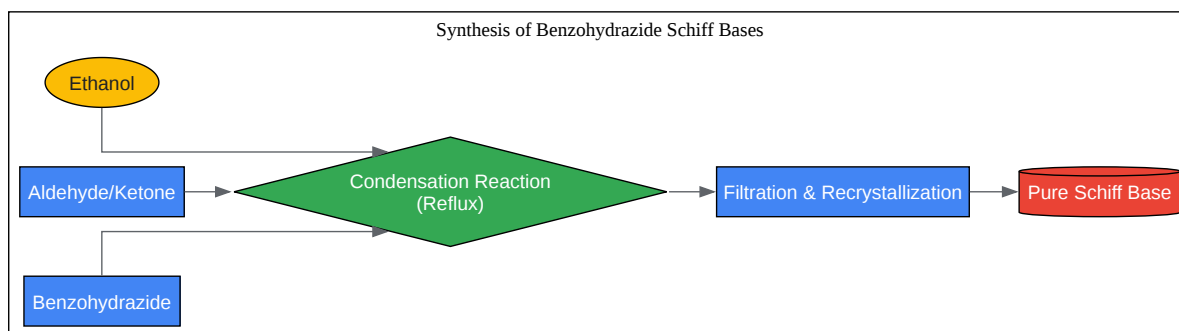 Synthesis of Benzohydrazide Schiff Bases
Ethanol
Aldehyde/Ketone
Condensation Reaction
(Reflux)
Filtration & Recrystallization
Pure Schiff Base
Benzohydrazide